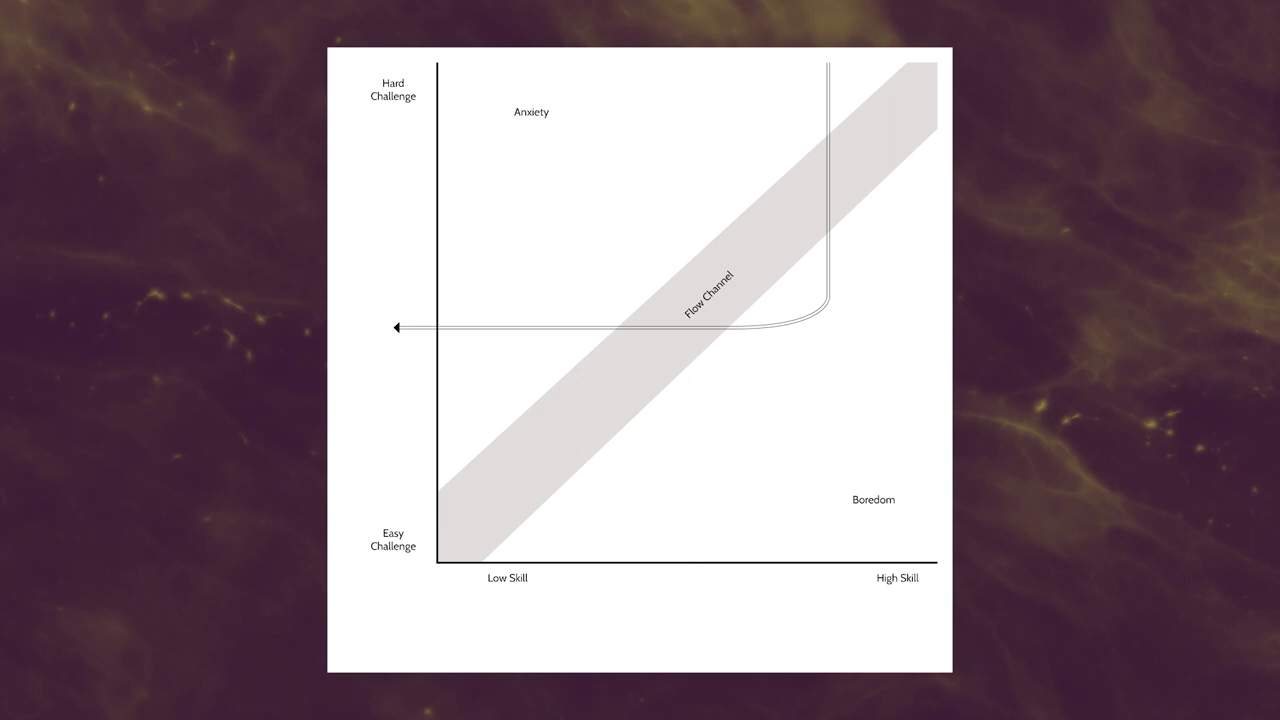 Hard
Challenge
Anxiety
Flow Channel
Boredom
Easy
Challenge
Low Skill
High Skill